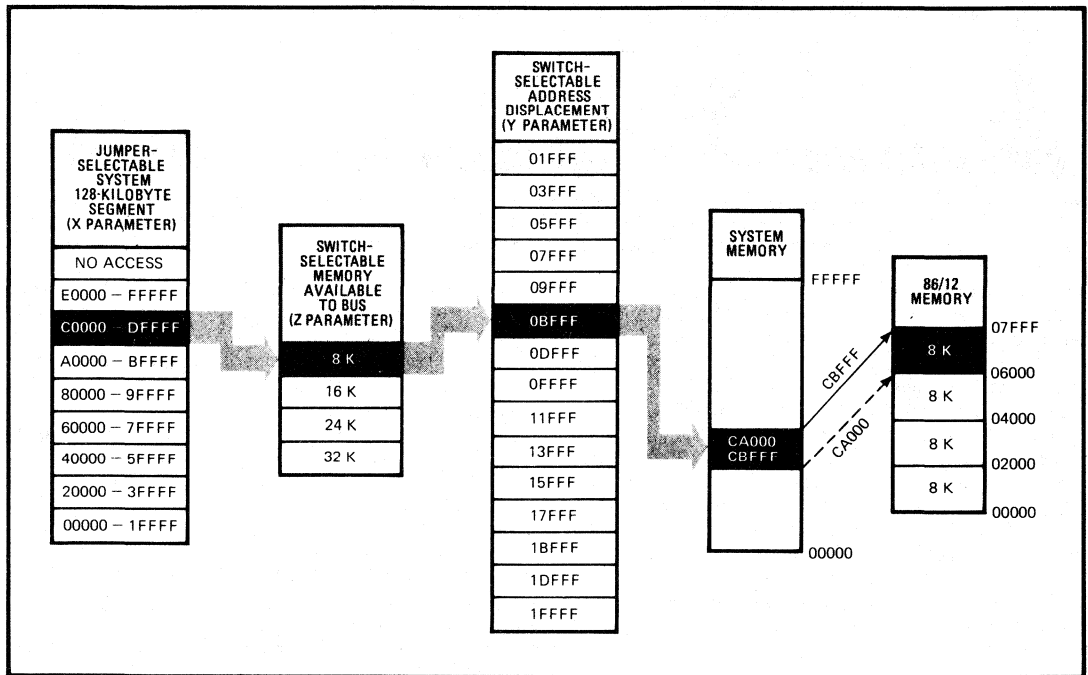 JUMPER-
SELECTABLE
SYSTEM
128-KILOBYTE
SEGMENT
(X PARAMETER)
NO ACCESS
E0000 – FFFFF
C0000 – DFFFF
A0000 – BFFFF
80000 – 9FFFF
60000 – 7FFFF
40000 – 5FFFF
20000 – 3FFFF
00000 – 1FFFF
SWITCH-
SELECTABLE
MEMORY
AVAILABLE
TO BUS
(Z PARAMETER)
8 K
16 K
24 K
32 K
SWITCH-
SELECTABLE
ADDRESS
DISPLACEMENT
(Y PARAMETER)
01FFF
03FFF
05FFF
07FFF
09FFF
0BFFF
0DFFF
0FFFF
11FFF
13FFF
15FFF
17FFF
1BFFF
1DFFF
1FFFF
SYSTEM
MEMORY
FFFFF
CA000
CBFFF
00000
CBFFF
CA000
86/12
MEMORY
07FFF
8 K
06000
8 K
04000
8 K
02000
8 K
00000